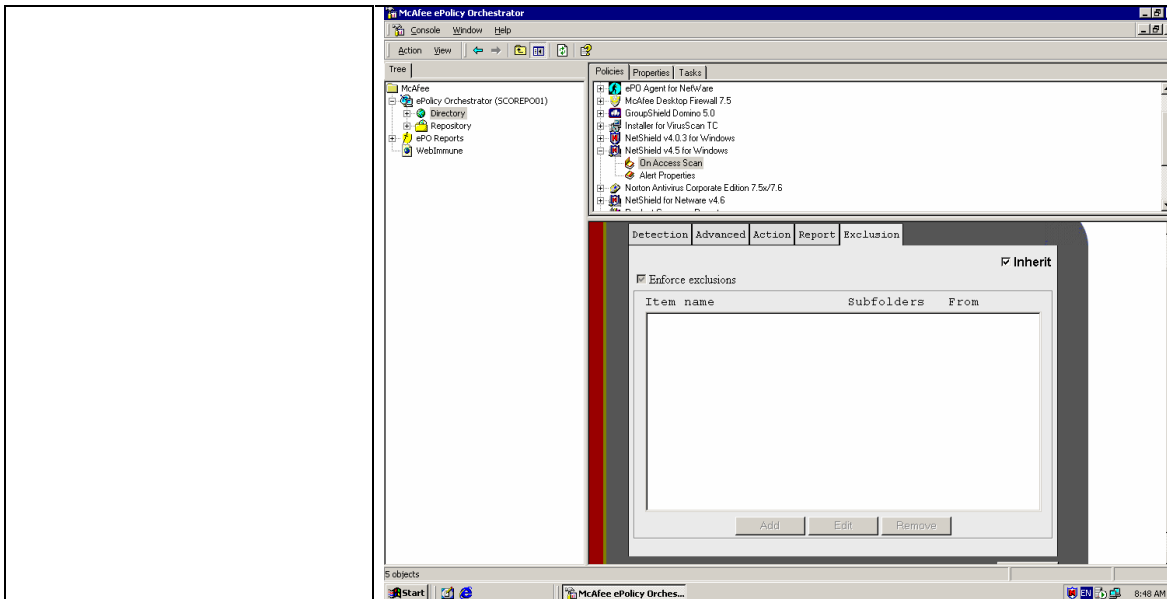 McAfee ePolicy Orchestrator
Console Window Help
Action View
Tree
McAfee
ePolicy Orchestrator (SCOREPO01)
Directory
Repository
ePO Reports
WebImmune
Policies Properties Tasks
ePO Agent for NetWare
McAfee Desktop Firewall 7.5
GroupShield Domino 5.0
Installer for VirusScan TC
NetShield v4.0.3 for Windows
NetShield v4.5 for Windows
On Access Scan
Alert Properties
Norton Antivirus Corporate Edition 7.5x/7.6
NetShield for Netware v4.6
Detection Advanced Action Report Exclusion
Inherit
Enforce exclusions
Item name Subfolders From
Add Edit Remove
5 objects
Start McAfee ePolicy Orches... EN 8:48 AM